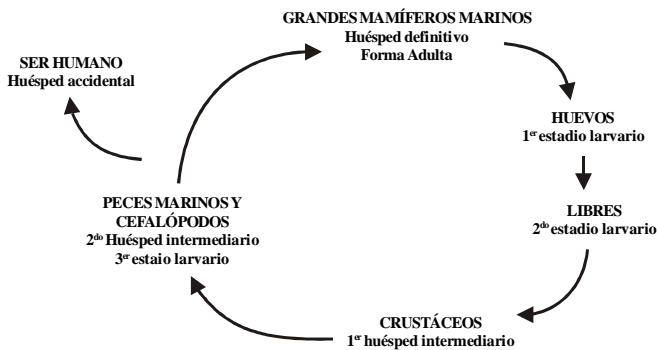 GRANDES MAMÍFEROS MARINOS
Huésped definitivo
Forma Adulta
SER HUMANO
Huésped accidental
HUEVOS
1er estadio larvario
LIBRES
2do estadio larvario
CRUSTÁCEOS
1er huésped intermediario
PECES MARINOS Y
CEFALÓPODOS
2do Huésped intermediario
3er estaio larvario